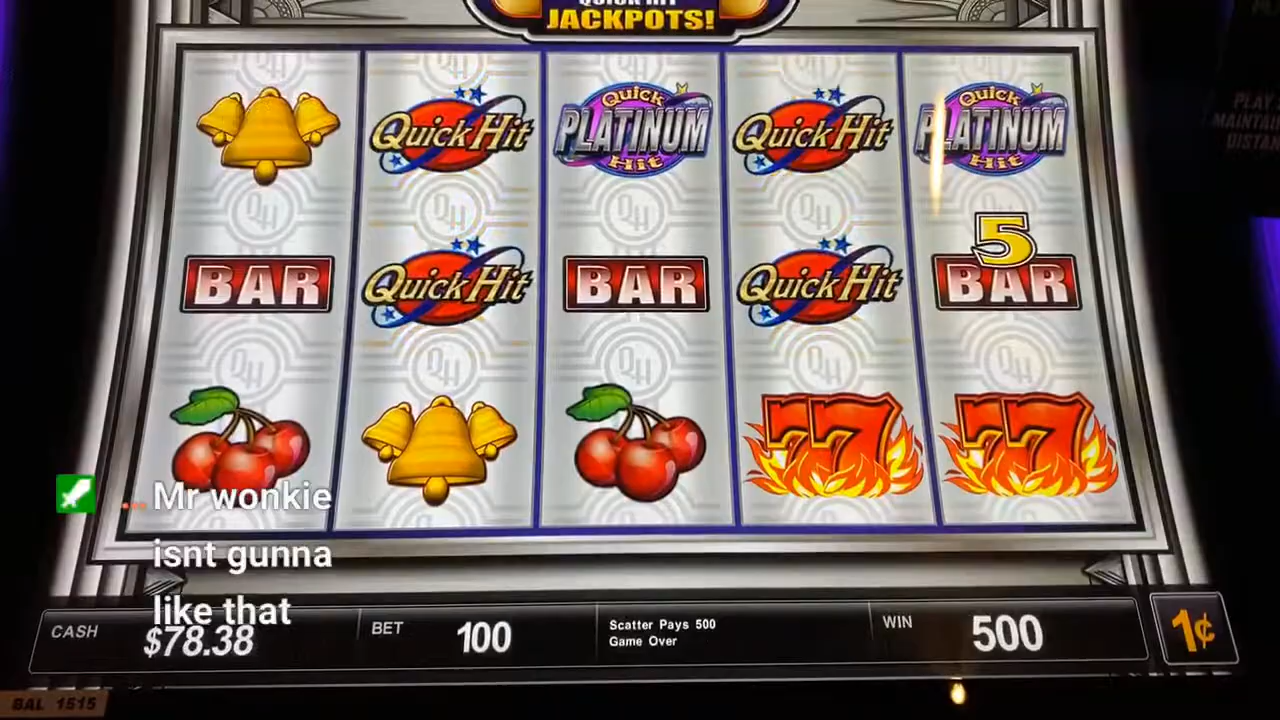 JACKPOTS!
Quick Hit
Quick
PLATINUM
Hit
Quick Hit
Quick
PLATINUM
Hit
BAR
Quick Hit
BAR
Quick Hit
5
BAR
77
77
... Mr wonkie
isnt gunna
like that
CASH
$78.38
BET
100
Scatter Pays 500
Game Over
WIN
500
1¢
BAL 1515